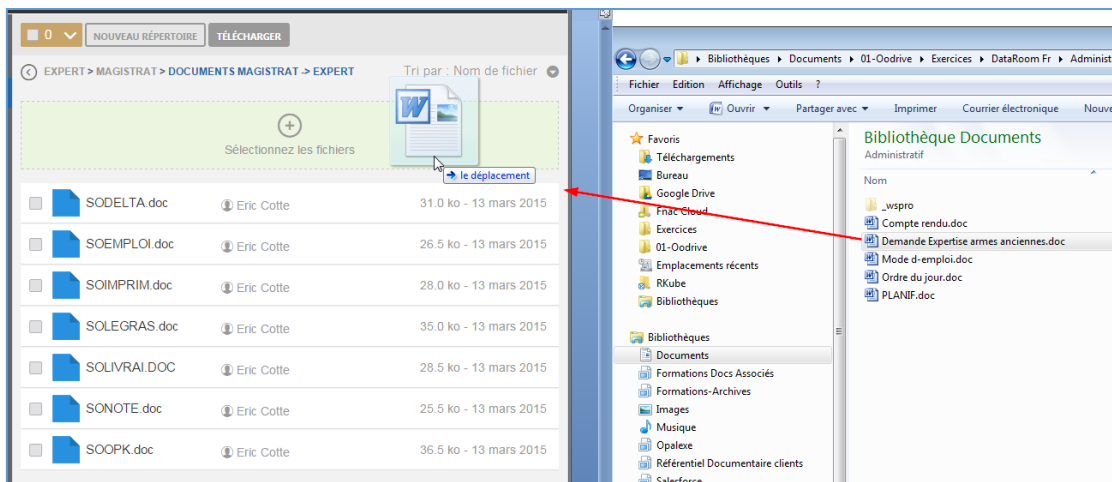 0
NOUVEAU RÉPERTOIRE
TÉLÉCHARGER
EXPERT > MAGISTRAT > DOCUMENTS MAGISTRAT -> EXPERT
Tri par : Nom de fichier
Sélectionnez les fichiers
W
➔ le déplacement
SODELTA.doc Eric Cotte 31.0 ko - 13 mars 2015
SOEMPLOI.doc Eric Cotte 26.5 ko - 13 mars 2015
SOIMPRIM.doc Eric Cotte 28.0 ko - 13 mars 2015
SOLEGRAS.doc Eric Cotte 35.0 ko - 13 mars 2015
SOLIVRAI.DOC Eric Cotte 28.5 ko - 13 mars 2015
SONOTE.doc Eric Cotte 25.5 ko - 13 mars 2015
SOOPK.doc Eric Cotte 36.5 ko - 13 mars 2015
Bibliothèques Documents 01-Oodrive Exercices DataRoom Fr Administ
Fichier Edition Affichage Outils ?
Organiser Ouvrir Partager avec Imprimer Courrier électronique Nouve
Favoris
Téléchargements
Bureau
Google Drive
Fnac Cloud
Exercices
01-Oodrive
Emplacements récents
RKube
Bibliothèques
Bibliothèques
Documents
Formations Docs Associés
Formations-Archives
Images
Musique
Opalexe
Référentiel Documentaire clients
Salesforce
Bibliothèque Documents
Administratif
Nom
_wspro
Compte rendu.doc
Demande Expertise armes anciennes.doc
Mode d-emploi.doc
Ordre du jour.doc
PLANIF.doc